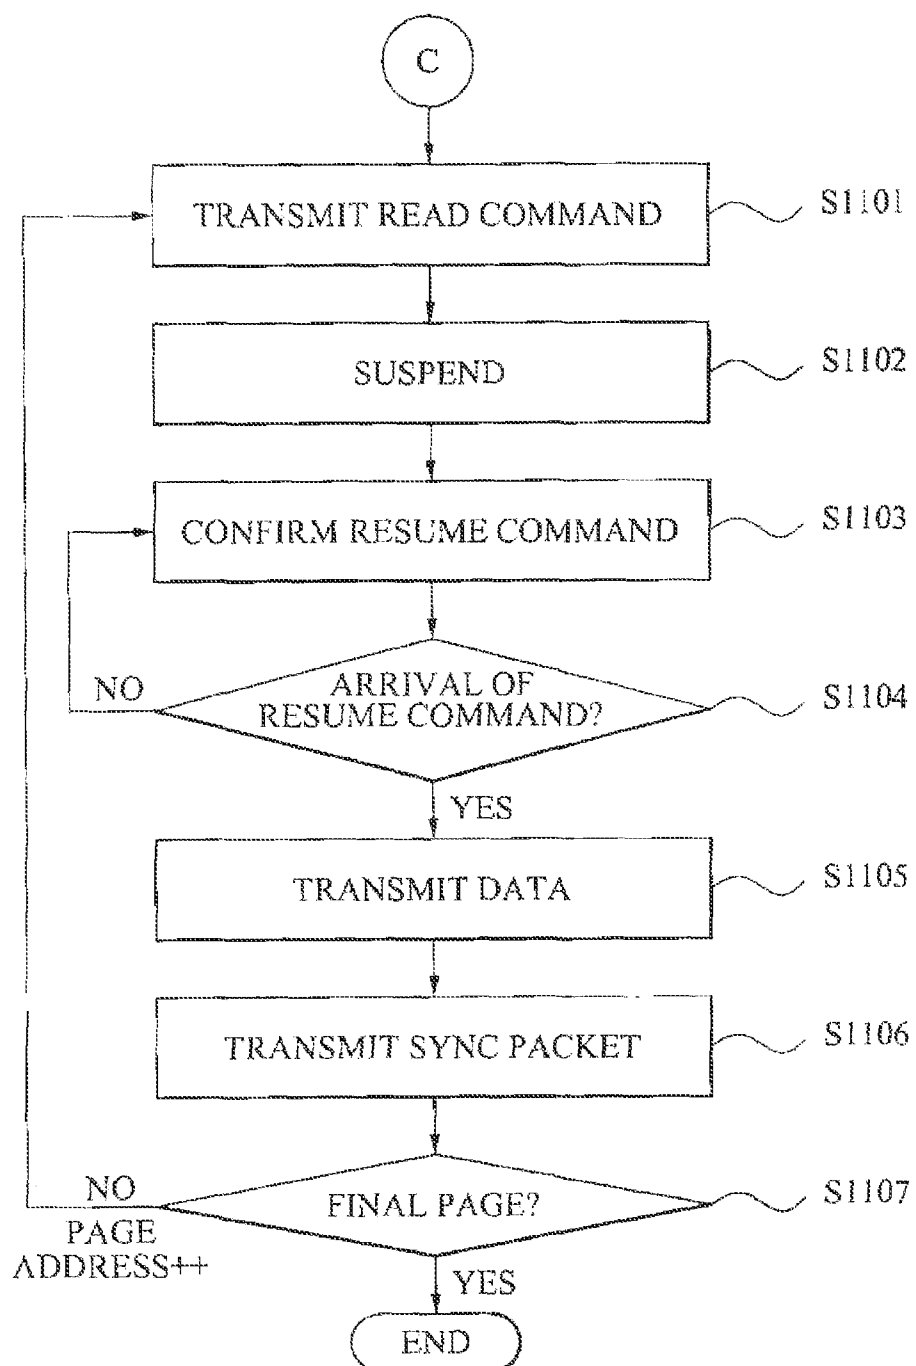 C
TRANSMIT READ COMMAND
S1101
SUSPEND
S1102
CONFIRM RESUME COMMAND
S1103
NO
ARRIVAL OF
RESUME COMMAND?
S1104
YES
TRANSMIT DATA
S1105
TRANSMIT SYNC PACKET
S1106
NO
FINAL PAGE?
S1107
PAGE
ADDRESS++
YES
END